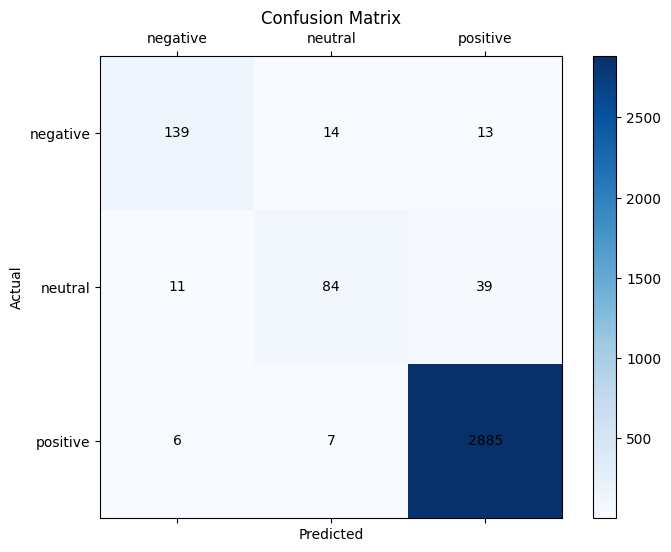 Confusion Matrix
negative neutral positive
negative 139 14 13
neutral 11 84 39
positive 6 7 2885
Actual
Predicted
2500
2000
1500
1000
500